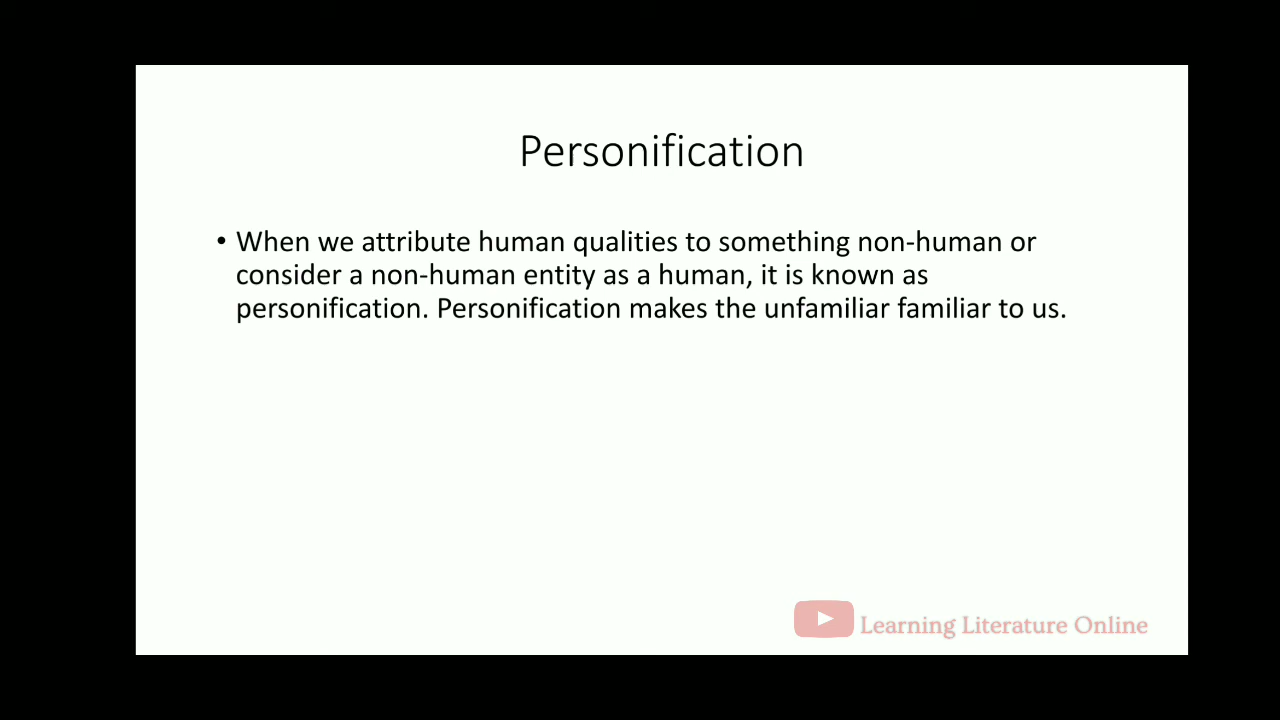 Personification
• When we attribute human qualities to something non-human or
consider a non-human entity as a human, it is known as
personification. Personification makes the unfamiliar familiar to us.
Learning Literature Online